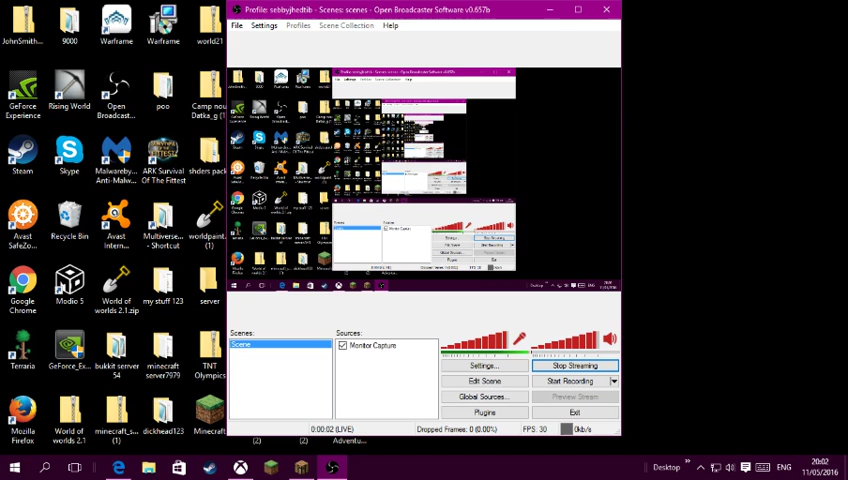 Profile: sebbyjhedtib - Scenes: scenes - Open Broadcaster Software v0.657b
File Settings Profiles Scene Collection Help
JohnSmith... 9000 Warframe Warframe world21
GeForce Experience Rising World Open Broadcast... poo Camp nou Datka_g (1)
Steam Skype Malwareby... Anti-Malw... ARK Survival Of The Fittest shders pack
Avast SafeZo... Recycle Bin Avast Intern... Multiverse-... - Shortcut worldpaint... (1)
Google Chrome Modio 5 World of worlds 2.1.zip my stuff 123 server
Terraria GeForce_Ex... bukkit server 54 minecraft server7979 TNT Olympics
Mozilla Firefox World of worlds 2.1 minecraft_s... (1) dickhead123 Minecraft
(2) (2) Adventu...
Scenes: Sources:
Scene
Monitor Capture
Settings... Stop Streaming
Edit Scene Start Recording
Global Sources... Preview Stream
Plugins Exit
0:00:02 (LIVE) Dropped Frames: 0 (0.00%) FPS: 30 0kb/s
Desktop ENG 20:02
11/05/2016